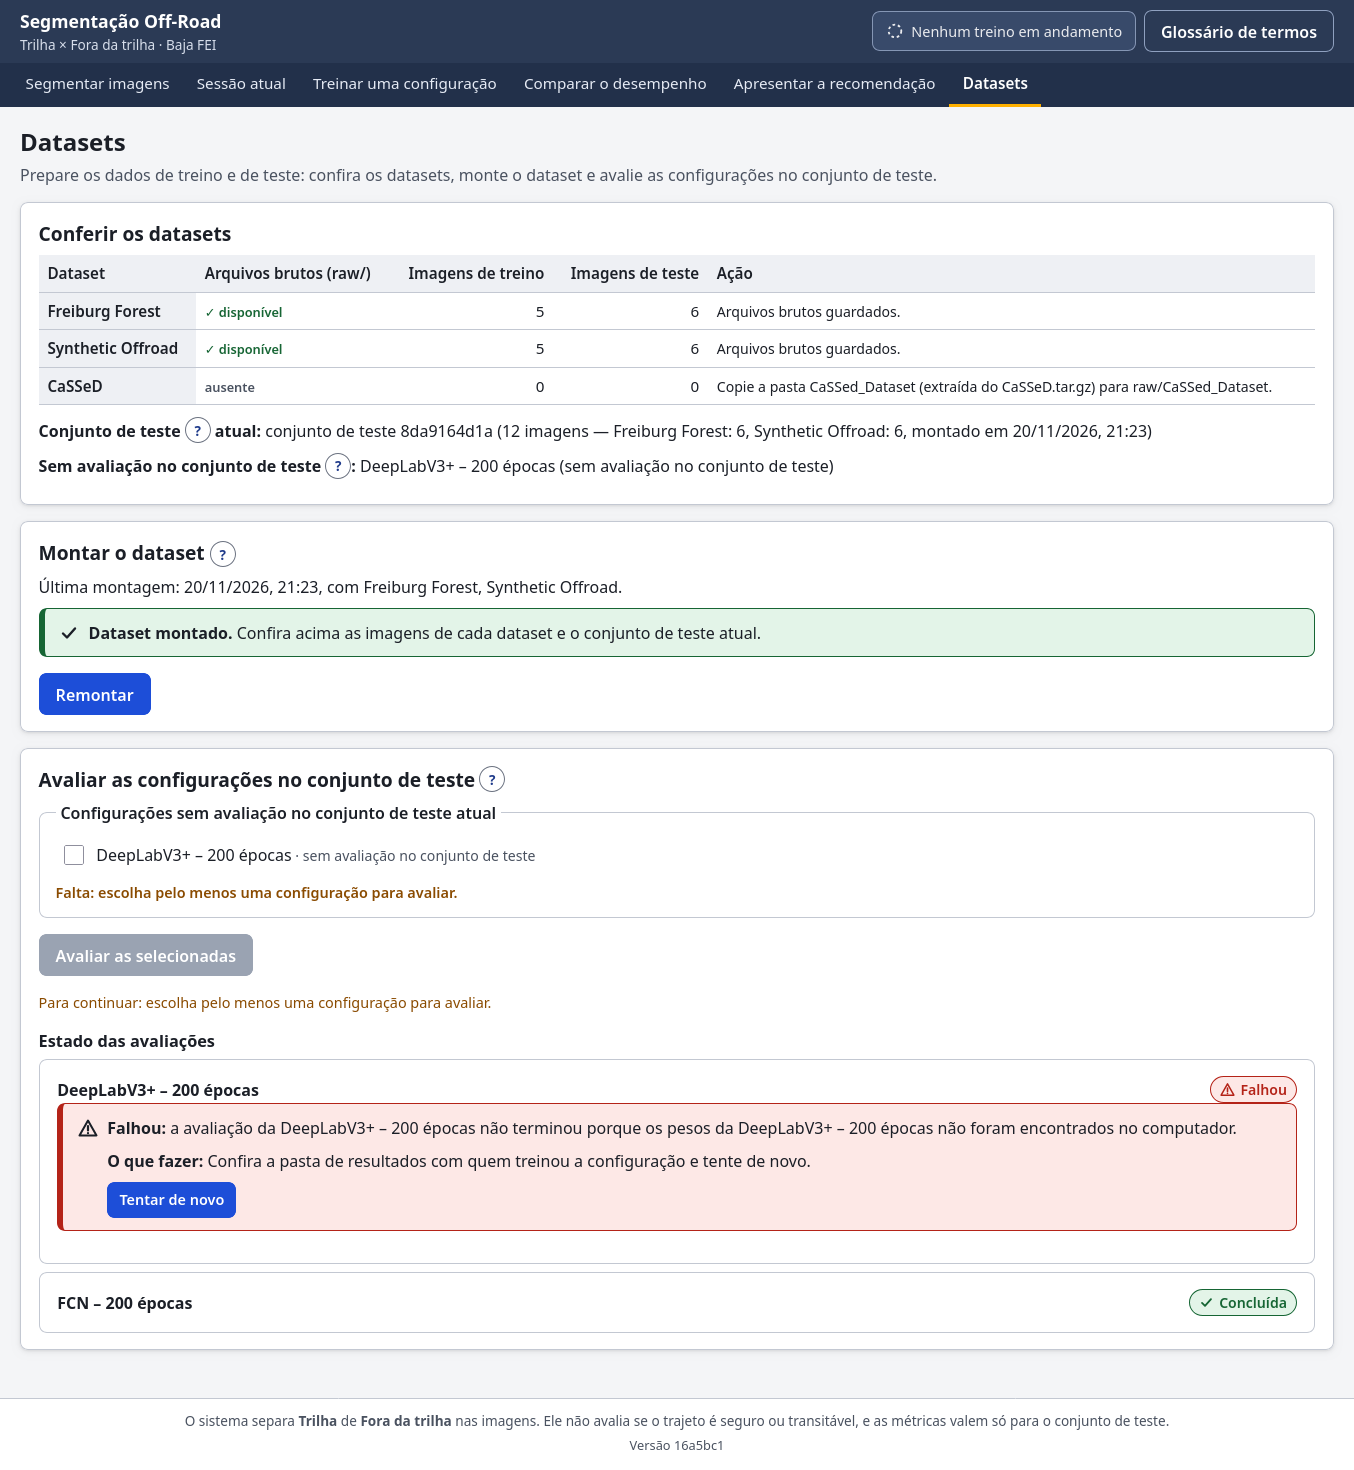 Segmentação Off-Road
Trilha × Fora da trilha · Baja FEI
Nenhum treino em andamento
Glossário de termos
Segmentar imagens
Sessão atual
Treinar uma configuração
Comparar o desempenho
Apresentar a recomendação
Datasets
Datasets
Prepare os dados de treino e de teste: confira os datasets, monte o dataset e avalie as configurações no conjunto de teste.
Conferir os datasets
Dataset Arquivos brutos (raw/) Imagens de treino Imagens de teste Ação
Freiburg Forest ✓ disponível 5 6 Arquivos brutos guardados.
Synthetic Offroad ✓ disponível 5 6 Arquivos brutos guardados.
CaSSeD ausente 0 0 Copie a pasta CaSSed_Dataset (extraída do CaSSeD.tar.gz) para raw/CaSSed_Dataset.
Conjunto de teste ? atual: conjunto de teste 8da9164d1a (12 imagens — Freiburg Forest: 6, Synthetic Offroad: 6, montado em 20/11/2026, 21:23)
Sem avaliação no conjunto de teste ? : DeepLabV3+ – 200 épocas (sem avaliação no conjunto de teste)
Montar o dataset ?
Última montagem: 20/11/2026, 21:23, com Freiburg Forest, Synthetic Offroad.
Dataset montado. Confira acima as imagens de cada dataset e o conjunto de teste atual.
Remontar
Avaliar as configurações no conjunto de teste ?
Configurações sem avaliação no conjunto de teste atual
DeepLabV3+ – 200 épocas · sem avaliação no conjunto de teste
Falta: escolha pelo menos uma configuração para avaliar.
Avaliar as selecionadas
Para continuar: escolha pelo menos uma configuração para avaliar.
Estado das avaliações
DeepLabV3+ – 200 épocas
Falhou
Falhou: a avaliação da DeepLabV3+ – 200 épocas não terminou porque os pesos da DeepLabV3+ – 200 épocas não foram encontrados no computador.
O que fazer: Confira a pasta de resultados com quem treinou a configuração e tente de novo.
Tentar de novo
FCN – 200 épocas
Concluída
O sistema separa Trilha de Fora da trilha nas imagens. Ele não avalia se o trajeto é seguro ou transitável, e as métricas valem só para o conjunto de teste.
Versão 16a5bc1